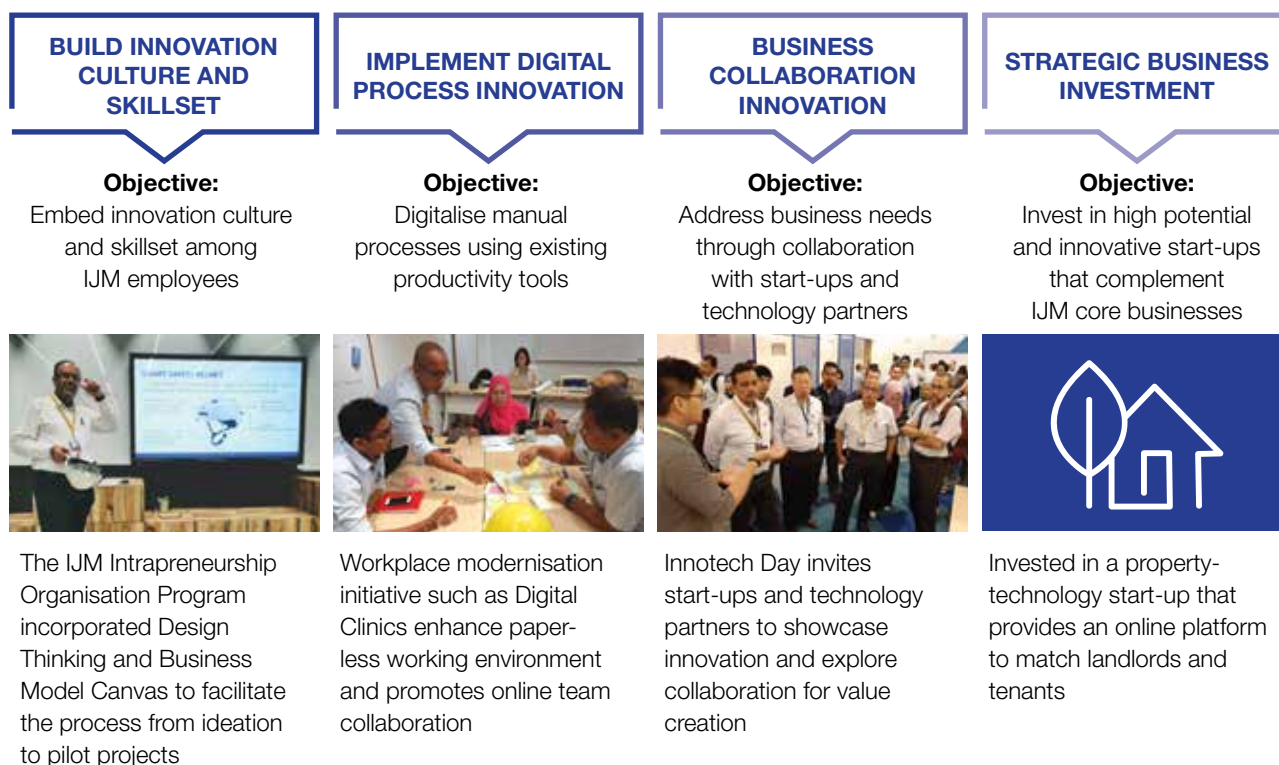 BUILD INNOVATION
CULTURE AND
SKILLSET
Objective:
Embed innovation culture
and skillset among
IJM employees
The IJM Intrapreneurship
Organisation Program
incorporated Design
Thinking and Business
Model Canvas to facilitate
the process from ideation
to pilot projects
IMPLEMENT DIGITAL
PROCESS INNOVATION
Objective:
Digitalise manual
processes using existing
productivity tools
Workplace modernisation
initiative such as Digital
Clinics enhance paper-
less working environment
and promotes online team
collaboration
BUSINESS
COLLABORATION
INNOVATION
Objective:
Address business needs
through collaboration
with start-ups and
technology partners
Innotech Day invites
start-ups and technology
partners to showcase
innovation and explore
collaboration for value
creation
STRATEGIC BUSINESS
INVESTMENT
Objective:
Invest in high potential
and innovative start-ups
that complement
IJM core businesses
Invested in a property-
technology start-up that
provides an online platform
to match landlords and
tenants